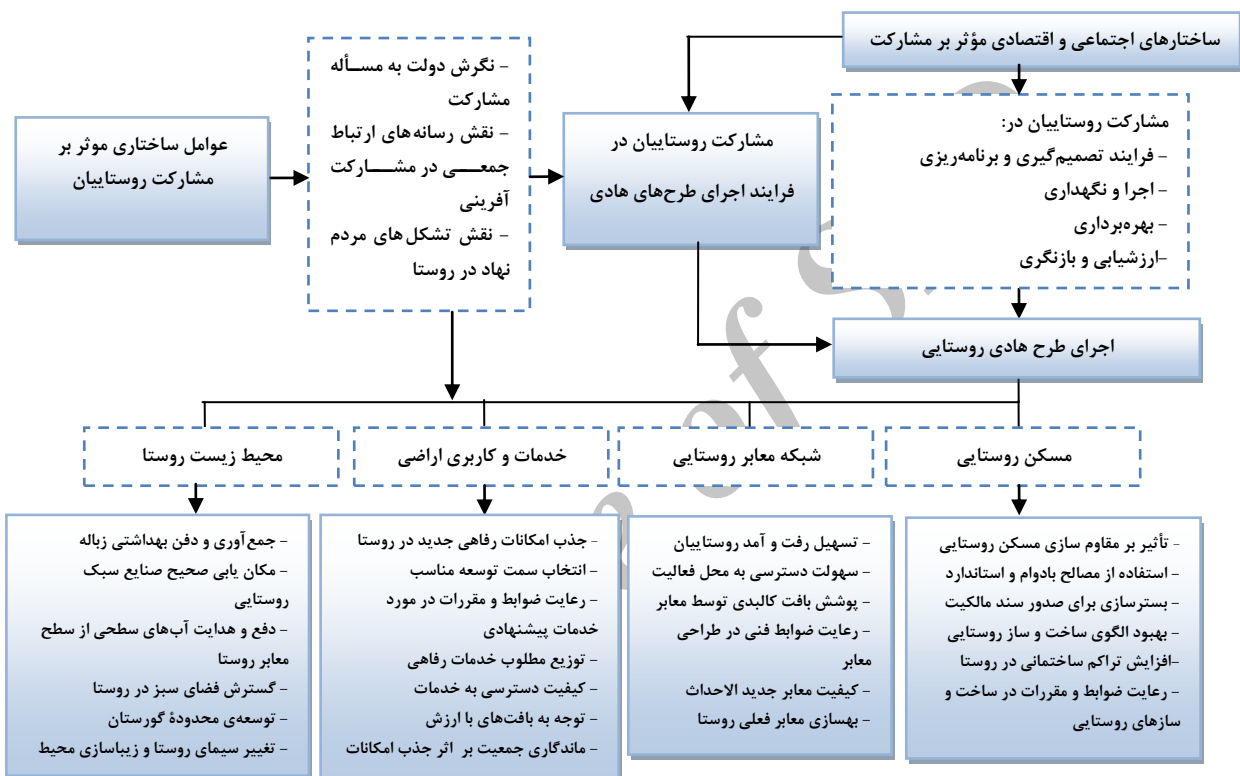 ساختارهای اجتماعی و اقتصادی مؤثر بر مشارکت
مشارکت روستاییان در:
- فرایند تصمیم‌گیری و برنامه‌ریزی
- اجرا و نگهداری
- بهره‌برداری
-ارزشیابی و بازنگری
مشارکت روستاییان در
فرایند اجرای طرح‌های هادی
- نگرش دولت به مســأله
مشارکت
- نقش رسانه‌های ارتباط
جمعــــی در مشــــارکت
آفرینی
- نقش تشکل‌های مردم
نهاد در روستا
عوامل ساختاری موثر بر
مشارکت روستاییان
اجرای طرح هادی روستایی
مسکن روستایی
شبکه معابر روستایی
خدمات و کاربری اراضی
محیط زیست روستا
- تأثیر بر مقاوم سازی مسکن روستایی
- استفاده از مصالح بادوام و استاندارد
- بسترسازی برای صدور سند مالکیت
- بهبود الگوی ساخت و ساز روستایی
-افزایش تراکم ساختمانی در روستا
- رعایت ضوابط و مقررات در ساخت و
سازهای روستایی
- تسهیل رفت و آمد روستاییان
- سهولت دسترسی به محل فعالیت
- پوشش بافت کالبدی توسط معابر
- رعایت ضوابط فنی در طراحی
معابر
- کیفیت معابر جدید الاحداث
- بهسازی معابر فعلی روستا
- جذب امکانات رفاهی جدید در روستا
- انتخاب سمت توسعه مناسب
- رعایت ضوابط و مقررات در مورد
خدمات پیشنهادی
- توزیع مطلوب خدمات رفاهی
- کیفیت دسترسی به خدمات
- توجه به بافت‌های با ارزش
- ماندگاری جمعیت بر اثر جذب امکانات
- جمع‌آوری و دفن بهداشتی زباله
- مکان یابی صحیح صنایع سبک
روستایی
- دفع و هدایت آب‌های سطحی از سطح
معابر روستا
- گسترش فضای سبز در روستا
- توسعه‌ی محدودهٔ گورستان
- تغییر سیمای روستا و زیباسازی محیط